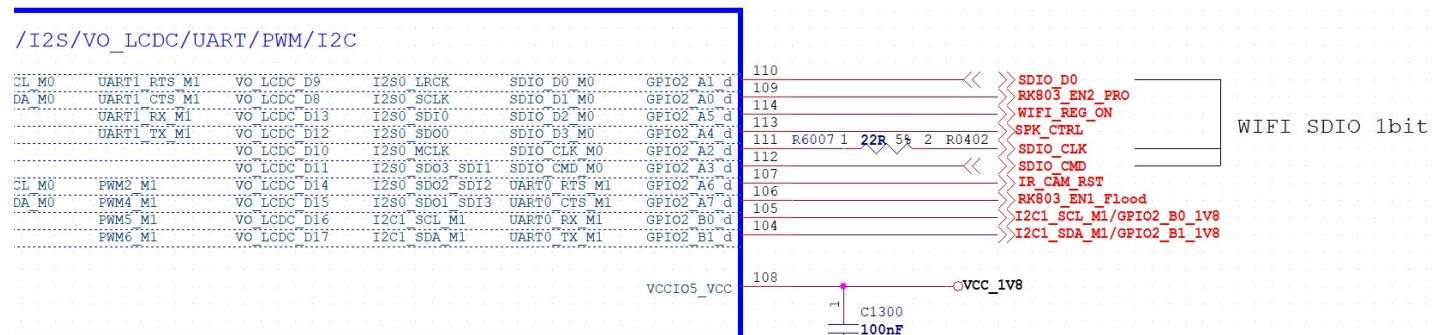 /I2S/VO_LCDC/UART/PWM/I2C
CL_M0 UART1_RTS_M1 VO_LCDC_D9 I2S0_LRCK SDIO_D0_M0 GPIO2_A1_d 110 SDIO_D0
DA_M0 UART1_CTS_M1 VO_LCDC_D8 I2S0_SCLK SDIO_D1_M0 GPIO2_A0_d 109 RK803_EN2_PRO
UART1_RX_M1 VO_LCDC_D13 I2S0_SDI0 SDIO_D2_M0 GPIO2_A5_d 114 WIFI_REG_ON
UART1_TX_M1 VO_LCDC_D12 I2S0_SDO0 SDIO_D3_M0 GPIO2_A4_d 113 SPK_CTRL
WIFI SDIO 1bit
VO_LCDC_D10 I2S0_MCLK SDIO_CLK_M0 GPIO2_A2_d 111 R6007 1 22R 5% 2 R0402 SDIO_CLK
VO_LCDC_D11 I2S0_SDO3_SDI1 SDIO_CMD_M0 GPIO2_A3_d 112 SDIO_CMD
CL_M0 PWM2_M1 VO_LCDC_D14 I2S0_SDO2_SDI2 UART0_RTS_M1 GPIO2_A6_d 107 IR_CAM_RST
DA_M0 PWM4_M1 VO_LCDC_D15 I2S0_SDO1_SDI3 UART0_CTS_M1 GPIO2_A7_d 106 RK803_EN1_Flood
PWM5_M1 VO_LCDC_D16 I2C1_SCL_M1 UART0_RX_M1 GPIO2_B0_d 105 I2C1_SCL_M1/GPIO2_B0_1V8
PWM6_M1 VO_LCDC_D17 I2C1_SDA_M1 UART0_TX_M1 GPIO2_B1_d 104 I2C1_SDA_M1/GPIO2_B1_1V8
VCCIO5_VCC 108 VCC_1V8
1 C1300
100nF